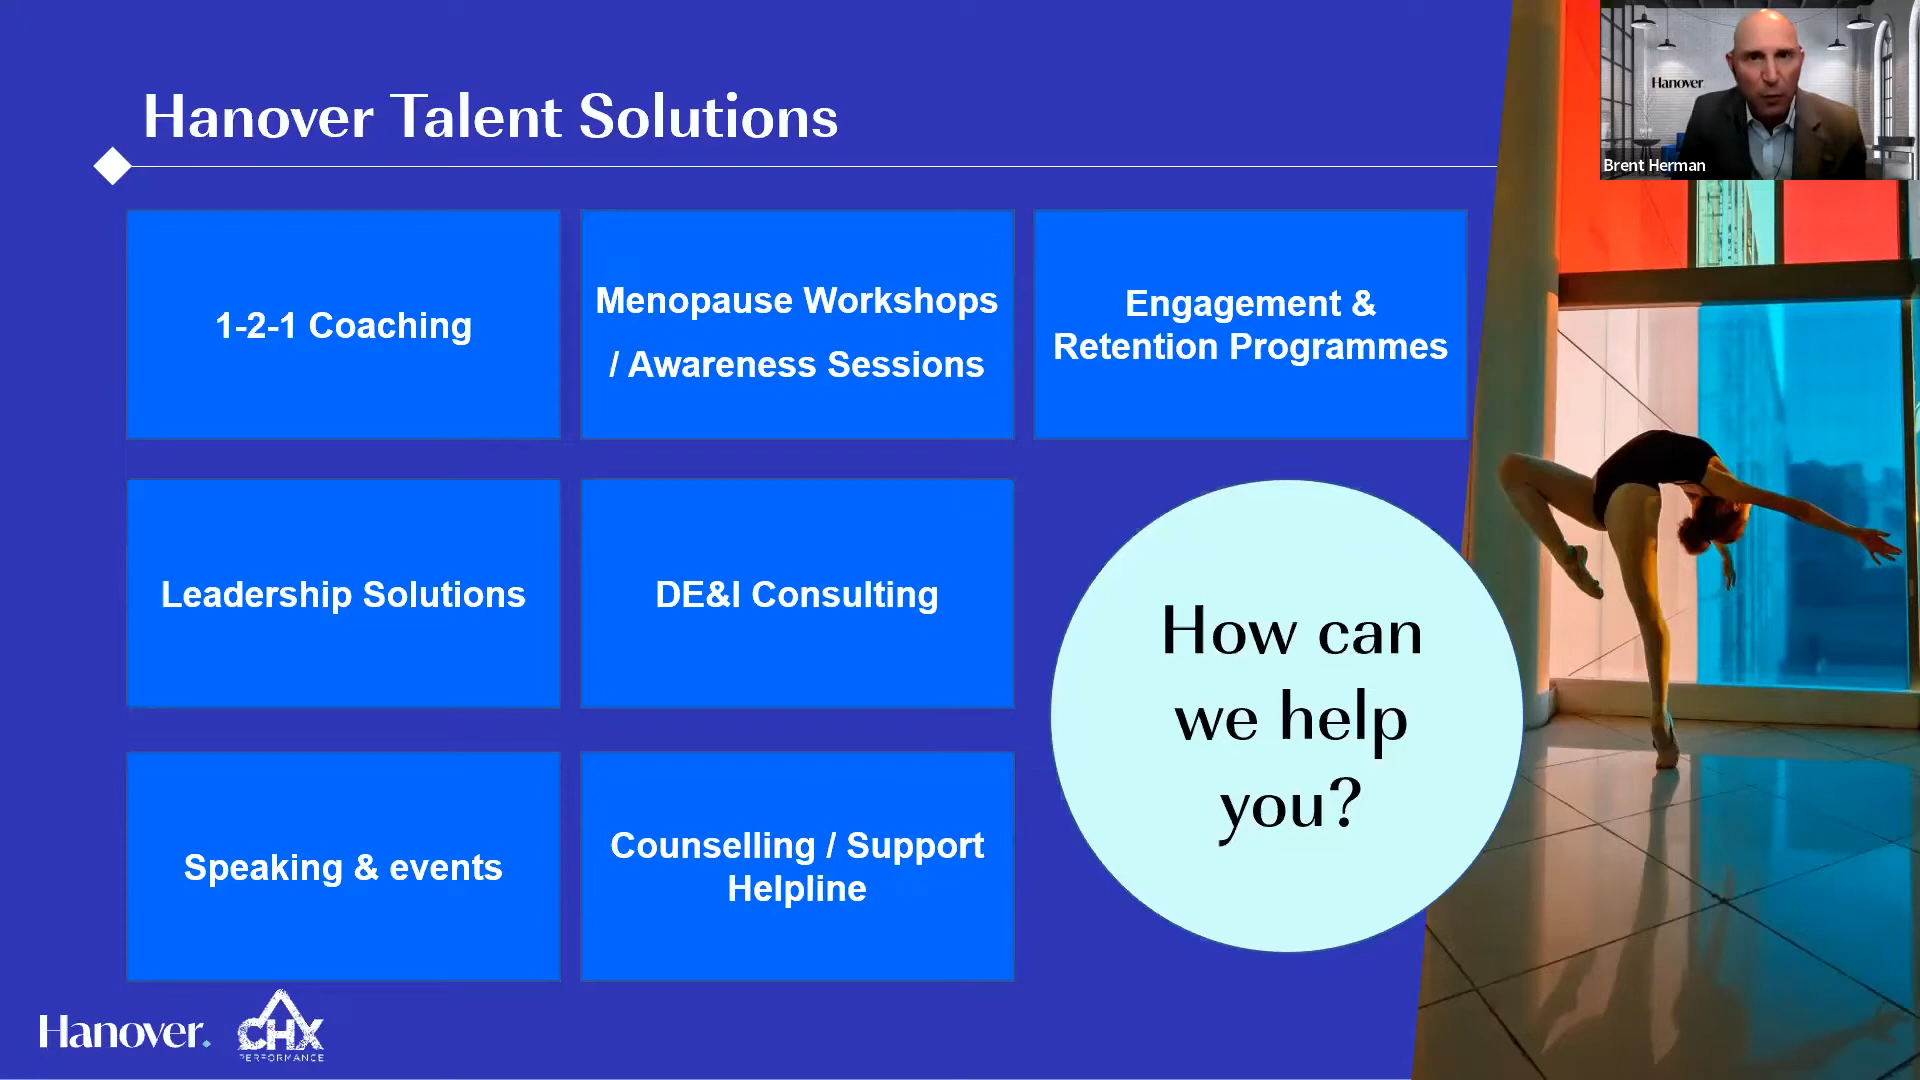 Hanover Talent Solutions
Hanover
Brent Herman
1-2-1 Coaching
Menopause Workshops
/ Awareness Sessions
Engagement &
Retention Programmes
Leadership Solutions
DE&I Consulting
How can
we help
you?
Speaking & events
Counselling / Support
Helpline
Hanover.
CHX
PERFORMANCE